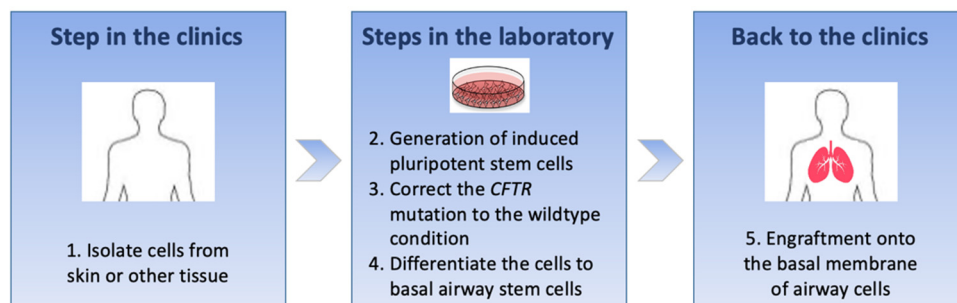 Step in the clinics
1. Isolate cells from
skin or other tissue
Steps in the laboratory
2. Generation of induced
pluripotent stem cells
3. Correct the CFTR
mutation to the wildtype
condition
4. Differentiate the cells to
basal airway stem cells
Back to the clinics
5. Engraftment onto
the basal membrane
of airway cells